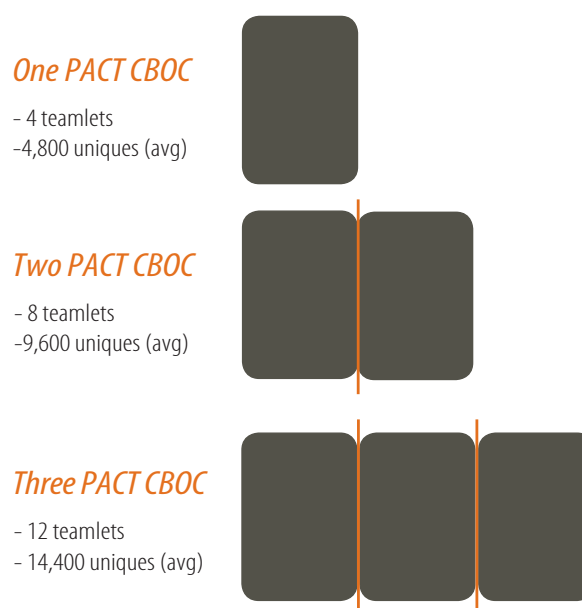 One PACT CBOC
- 4 teamlets
-4,800 uniques (avg)
Two PACT CBOC
- 8 teamlets
-9,600 uniques (avg)
Three PACT CBOC
- 12 teamlets
- 14,400 uniques (avg)